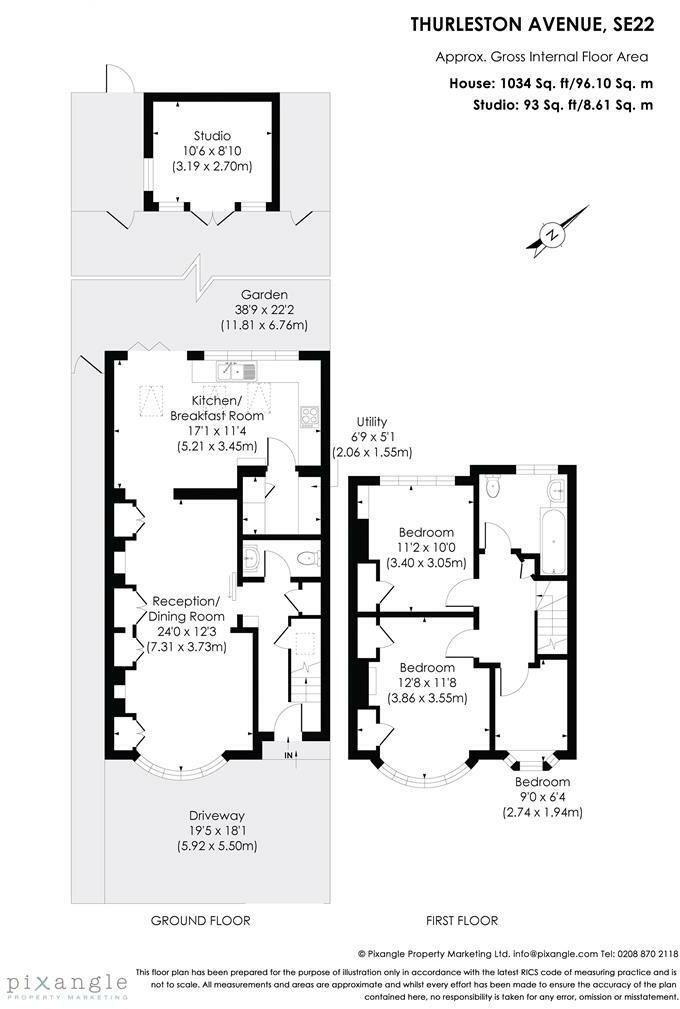 THURLESTON AVENUE, SE22
Approx. Gross Internal Floor Area
House: 1034 Sq. ft/96.10 Sq. m
Studio: 93 Sq. ft/8.61 Sq. m
Studio
10'6 x 8'10
(3.19 x 2.70m)
N
Garden
38'9 x 22'2
(11.81 x 6.76m)
Kitchen/
Breakfast Room
17'1 x 11'4
(5.21 x 3.45m)
Utility
6'9 x 5'1
(2.06 x 1.55m)
Reception/
Dining Room
24'0 x 12'3
(7.31 x 3.73m)
Bedroom
11'2 x 10'0
(3.40 x 3.05m)
Bedroom
12'8 x 11'8
(3.86 x 3.55m)
IN
Bedroom
9'0 x 6'4
(2.74 x 1.94m)
Driveway
19'5 x 18'1
(5.92 x 5.50m)
GROUND FLOOR
FIRST FLOOR
© Pixangle Property Marketing Ltd. info@pixangle.com Tel: 0208 870 2118
pixangle
PROPERTY MARKETING
This floor plan has been prepared for the purpose of illustration only in accordance with the latest RICS code of measuring practice and is
not to scale. All measurements and areas are approximate and whilst every effort has been made to ensure the accuracy of the plan
contained here, no responsibility is taken for any error, omission or misstatement.